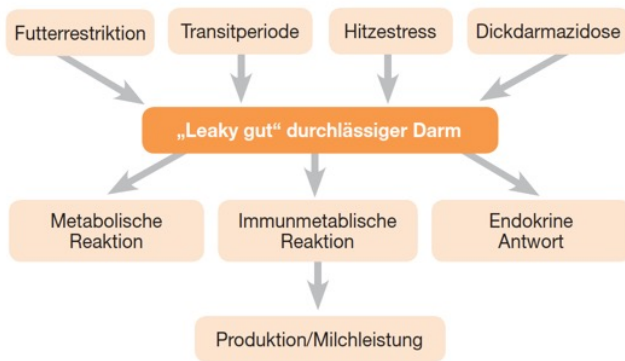 Futterrestriktion
Transitperiode
Hitzestress
Dickdarmazidose
„Leaky gut“ durchlässiger Darm
Metabolische
Reaktion
Immunmetablische
Reaktion
Endokrine
Antwort
Produktion/Milchleistung